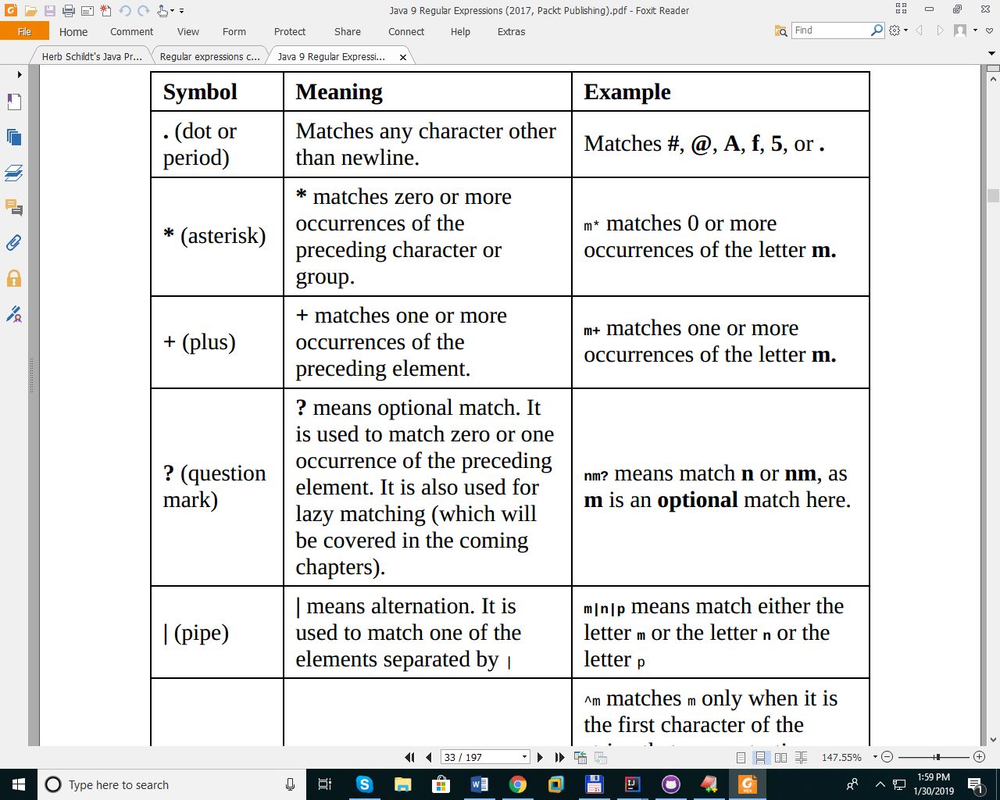 Java 9 Regular Expressions (2017, Packt Publishing).pdf - Foxit Reader
File Home Comment View Form Protect Share Connect Help Extras
Find
Herb Schildt's Java Pr... Regular expressions c... Java 9 Regular Expressi...
Symbol Meaning Example
. (dot or
period)
Matches any character other
than newline.
Matches #, @, A, f, 5, or .
* (asterisk)
* matches zero or more
occurrences of the
preceding character or
group.
m* matches 0 or more
occurrences of the letter m.
+ (plus)
+ matches one or more
occurrences of the
preceding element.
m+ matches one or more
occurrences of the letter m.
? (question
mark)
? means optional match. It
is used to match zero or one
occurrence of the preceding
element. It is also used for
lazy matching (which will
be covered in the coming
chapters).
nm? means match n or nm, as
m is an optional match here.
| (pipe)
| means alternation. It is
used to match one of the
elements separated by |
m|n|p means match either the
letter m or the letter n or the
letter p
^m matches m only when it is
the first character of the
33 / 197
147.55%
Type here to search
1:59 PM
1/30/2019